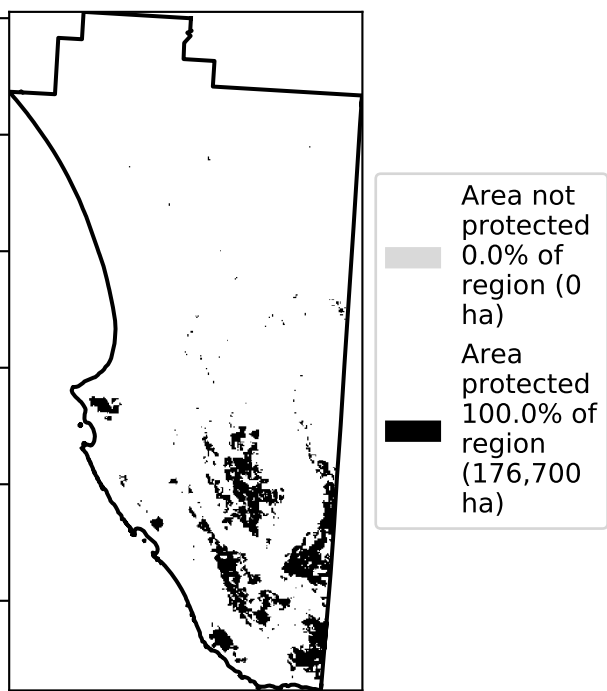 Area not
protected
0.0% of
region (0
ha)
Area
protected
100.0% of
region
(176,700
ha)